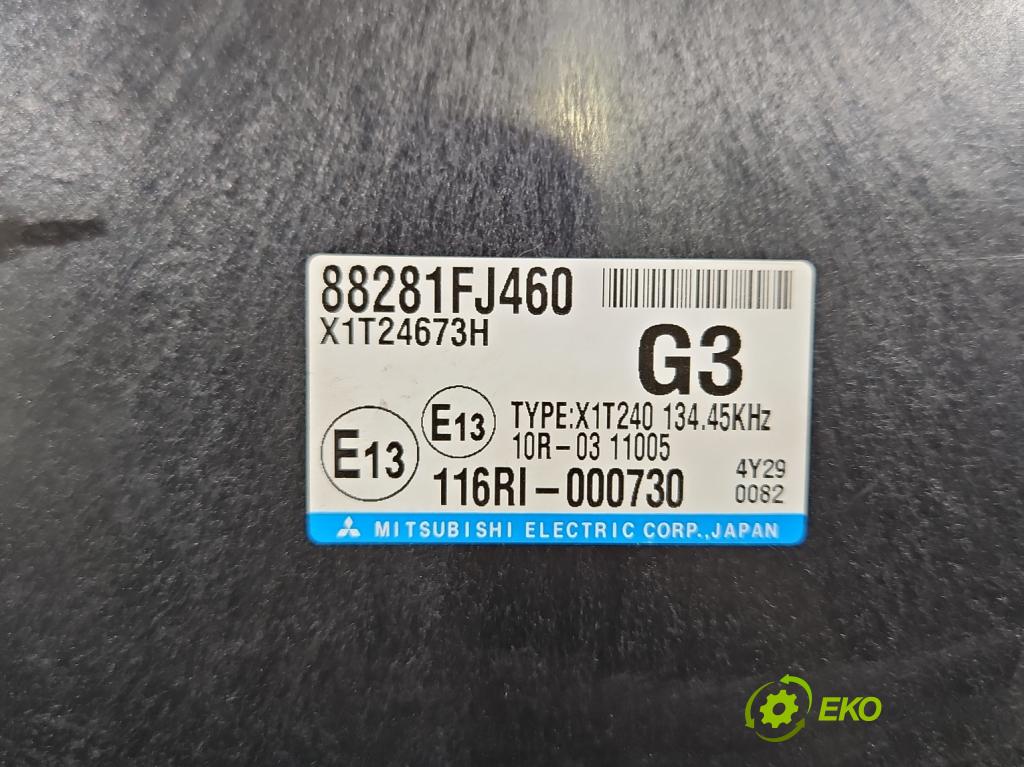 88281FJ460
X1T24673H
G3
E13
E13
TYPE:X1T240 134.45KHz
10R-03 11005
116RI-000730
4Y29
0082
MITSUBISHI ELECTRIC CORP.,JAPAN
EKO